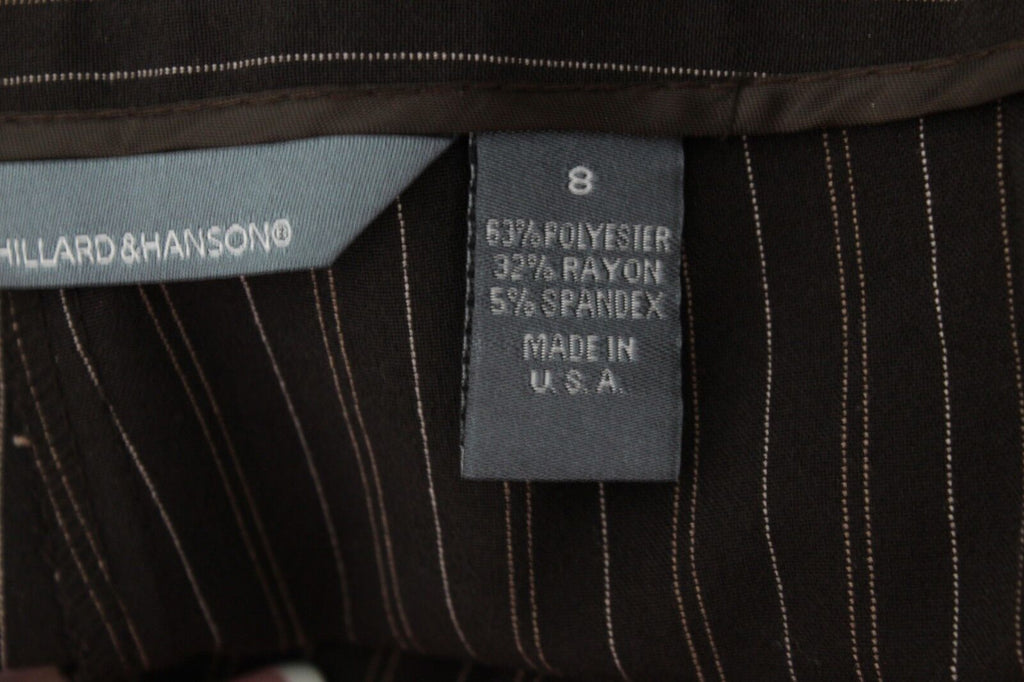 HILLARD&HANSON®
8
63% POLYESTER
32% RAYON
5% SPANDEX
MADE IN
U.S.A.